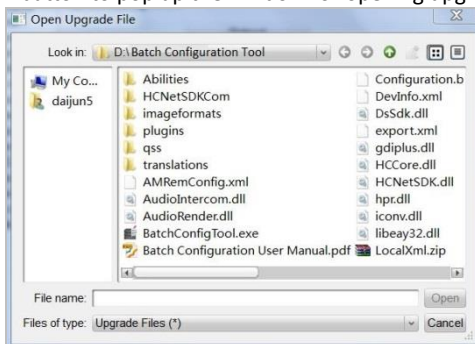 Open Upgrade File
Look in: D:\Batch Configuration Tool
My Co...
daijun5
Abilities
HCNetSDKCom
imageformats
plugins
qss
translations
AMRemConfig.xml
AudioIntercom.dll
AudioRender.dll
BatchConfigTool.exe
Batch Configuration User Manual.pdf
Configuration.b
DevInfo.xml
DsSdk.dll
export.xml
gdiplus.dll
HCCore.dll
HCNetSDK.dll
hpr.dll
iconv.dll
libeay32.dll
LocalXml.zip
File name: Open
Files of type: Upgrade Files (*) Cancel